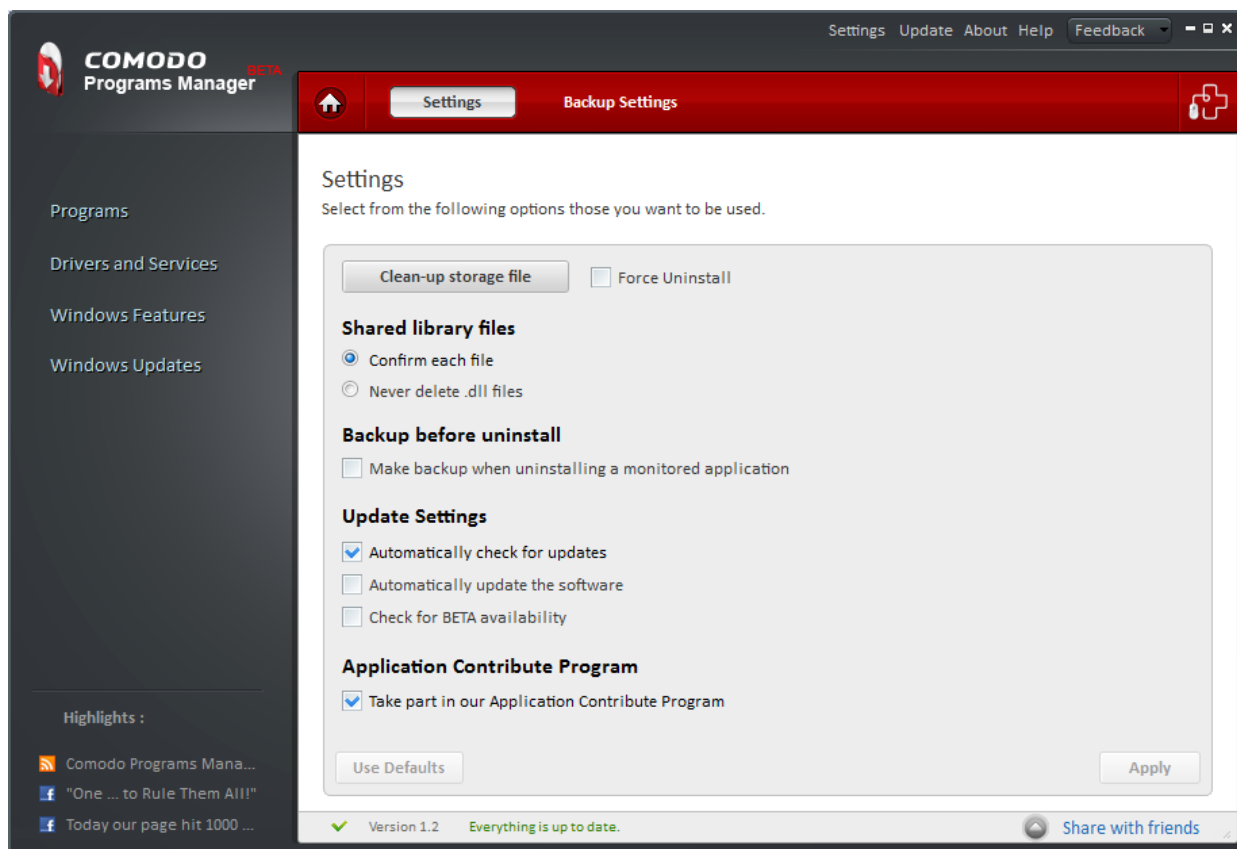 Settings Update About Help Feedback
COMODO
BETA
Programs Manager
Settings Backup Settings
Programs
Drivers and Services
Windows Features
Windows Updates
Highlights :
Comodo Programs Mana...
"One ... to Rule Them All!"
Today our page hit 1000 ...
Settings
Select from the following options those you want to be used.
Clean-up storage file Force Uninstall
Shared library files
Confirm each file
Never delete .dll files
Backup before uninstall
Make backup when uninstalling a monitored application
Update Settings
Automatically check for updates
Automatically update the software
Check for BETA availability
Application Contribute Program
Take part in our Application Contribute Program
Use Defaults Apply
Version 1.2 Everything is up to date. Share with friends